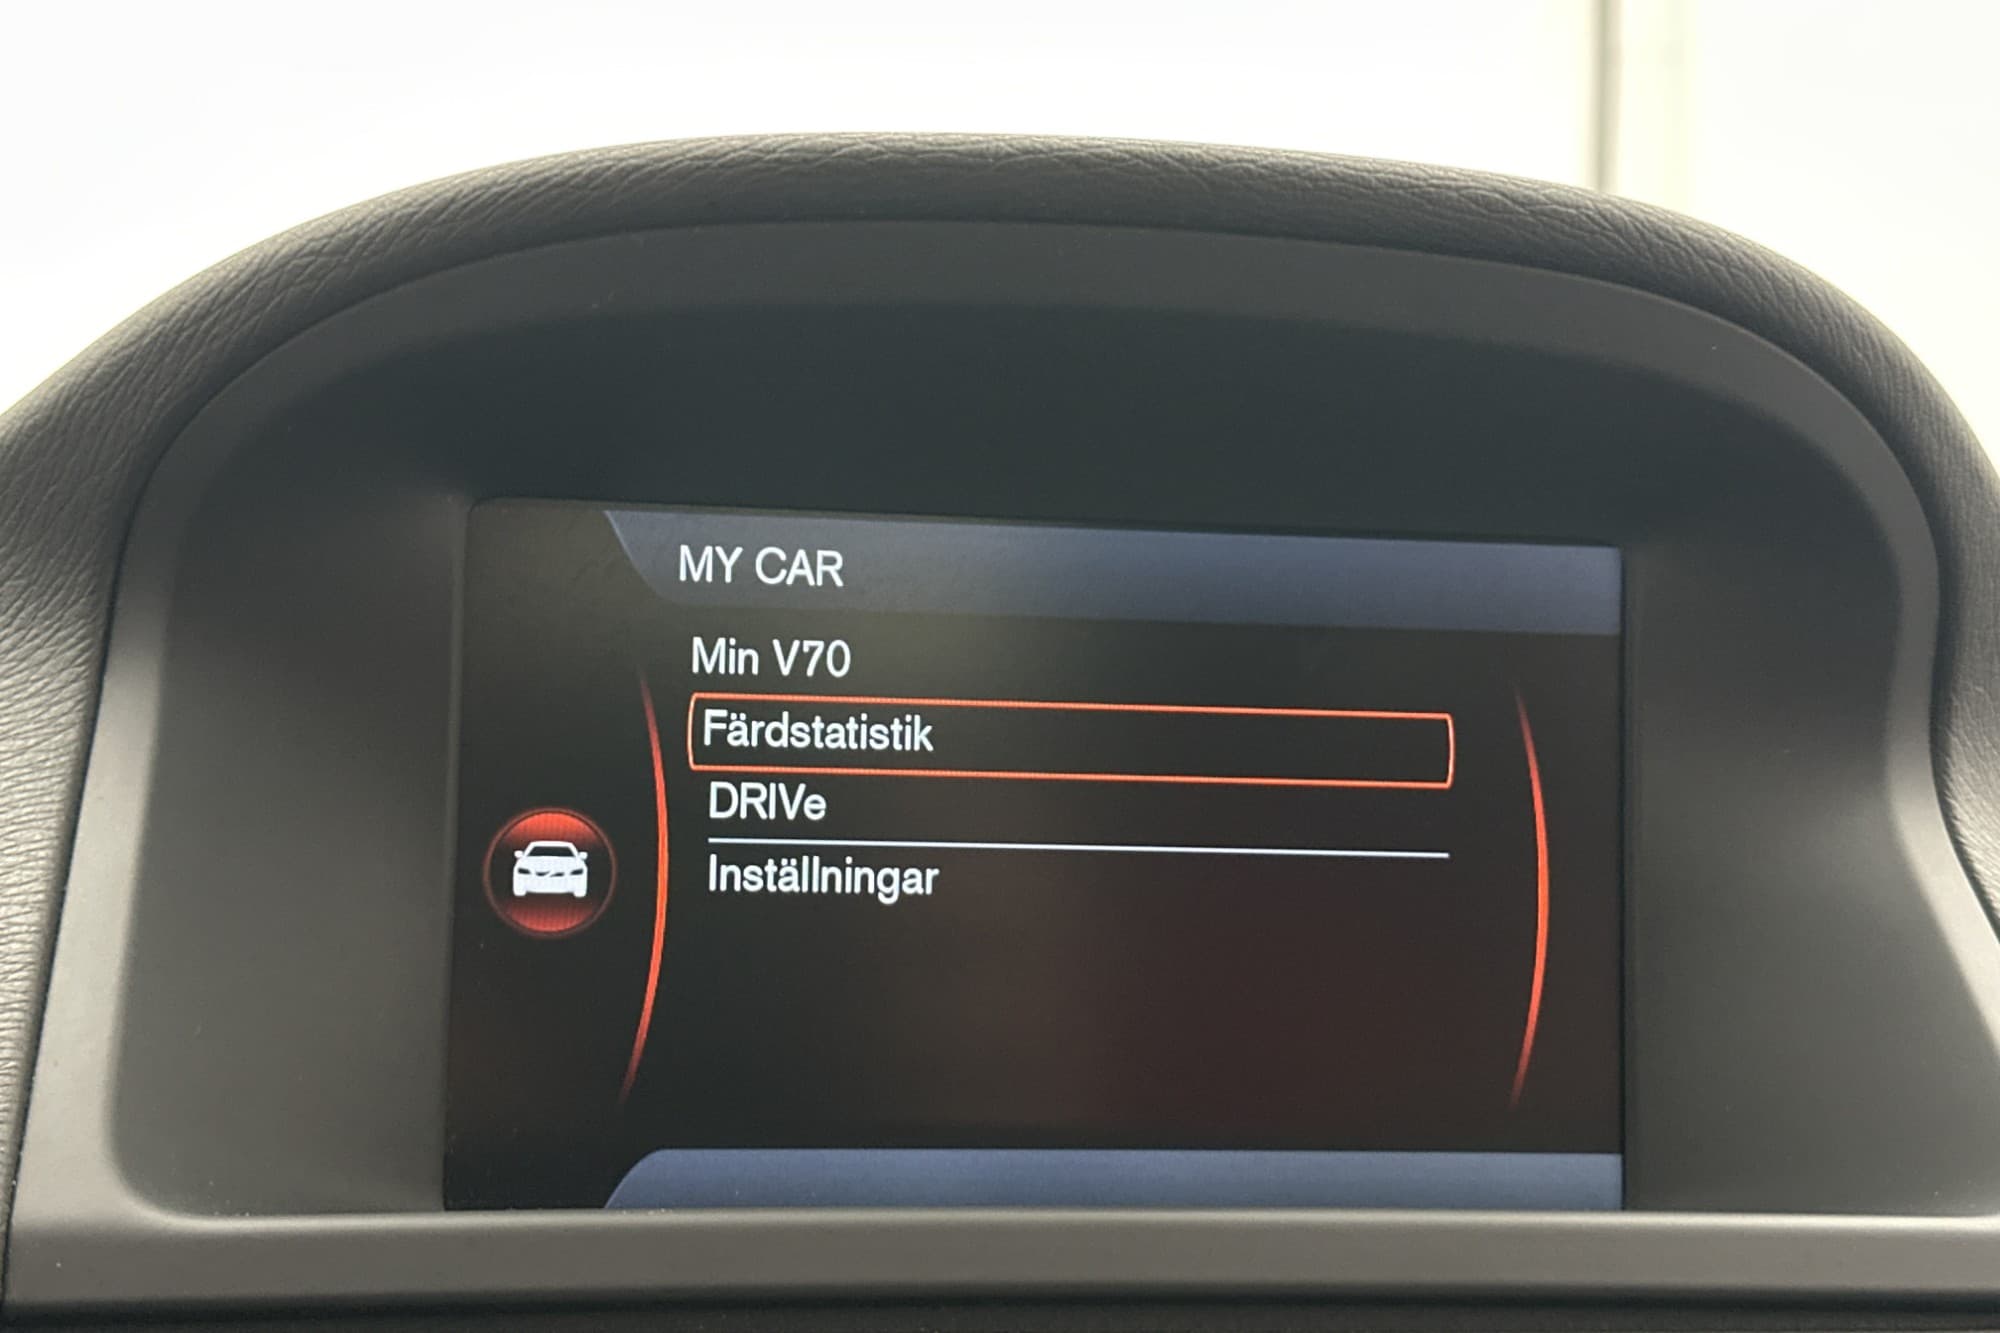 MY CAR
Min V70
Färdstatistik
DRIVe
Inställningar